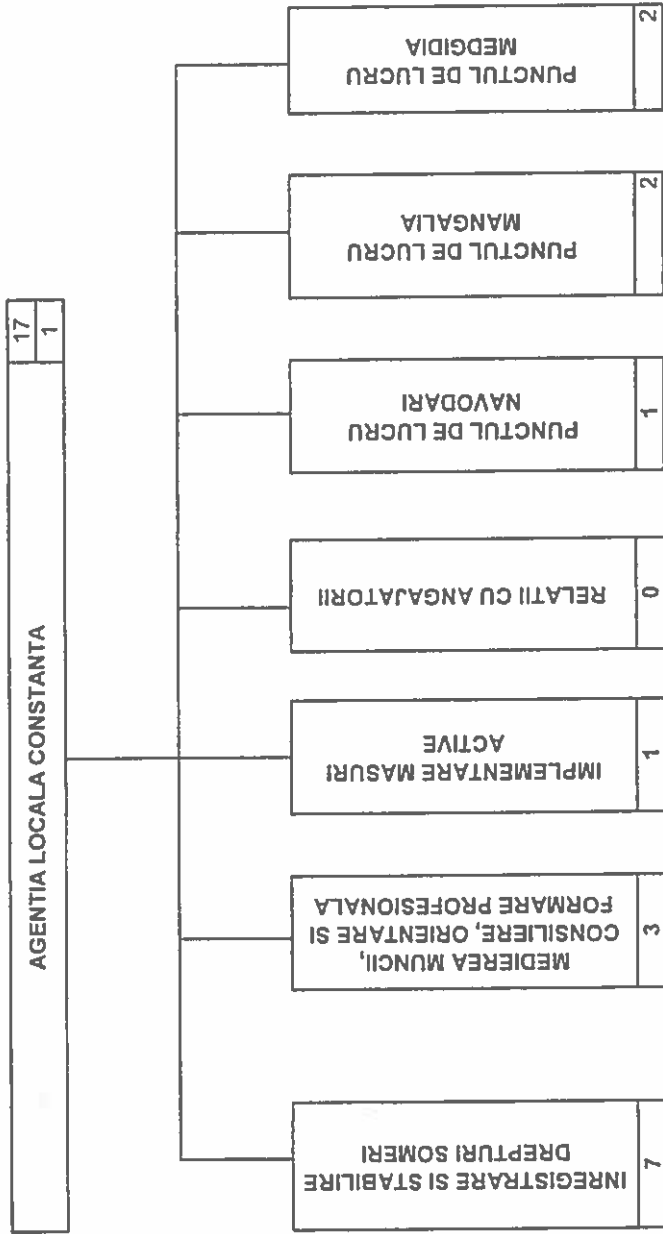 AGENTIA LOCALA CONSTANTA
17
1
INREGISTRARE SI STABILIRE
DREPTURI SOMERI
7
MEDIEREA MUNCII,
CONSILIERE, ORIENTARE SI
FORMARE PROFESIONALA
3
IMPLEMENTARE MASURI
ACTIVE
1
RELATII CU ANGAJATORII
0
PUNCTUL DE LUCRU
NAVODARI
1
PUNCTUL DE LUCRU
MANGALIA
2
PUNCTUL DE LUCRU
MEDGIDIA
2